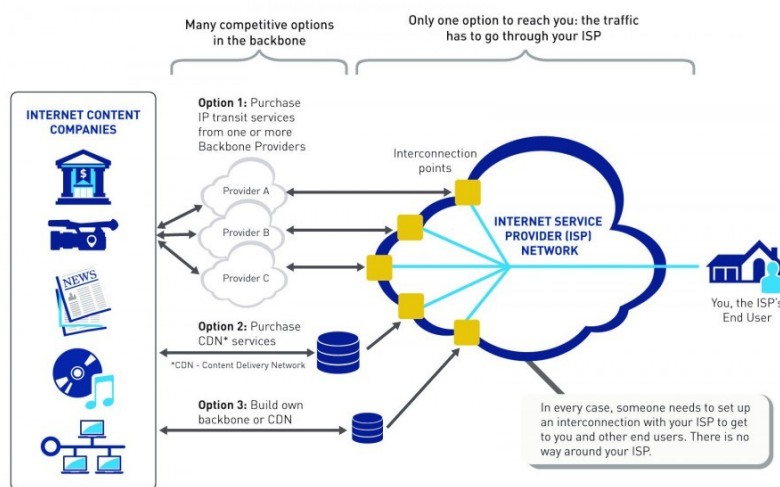 Many competitive options
in the backbone
Only one option to reach you: the traffic
has to go through your ISP
INTERNET CONTENT
COMPANIES
$
NEWS
Option 1: Purchase
IP transit services
from one or more
Backbone Providers
Provider A
Provider B
Provider C
Option 2: Purchase
CDN* services
*CDN - Content Delivery Network
Option 3: Build own
backbone or CDN
Interconnection
points
INTERNET SERVICE
PROVIDER (ISP)
NETWORK
You, the ISP's
End User
In every case, someone needs to set up
an interconnection with your ISP to get
to you and other end users. There is no
way around your ISP.